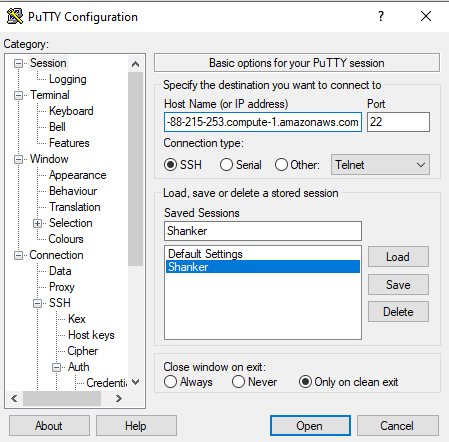 PuTTY Configuration
?
Category:
Session
Logging
Terminal
Keyboard
Bell
Features
Window
Appearance
Behaviour
Translation
Selection
Colours
Connection
Data
Proxy
SSH
Kex
Host keys
Cipher
Auth
Credentia
Basic options for your PuTTY session
Specify the destination you want to connect to
Host Name (or IP address) Port
-88-215-253.compute-1.amazonaws.com 22
Connection type:
SSH Serial Other: Telnet
Load, save or delete a stored session
Saved Sessions
Shanker
Default Settings
Shanker
Load
Save
Delete
Close window on exit:
Always Never Only on clean exit
About Help Open Cancel